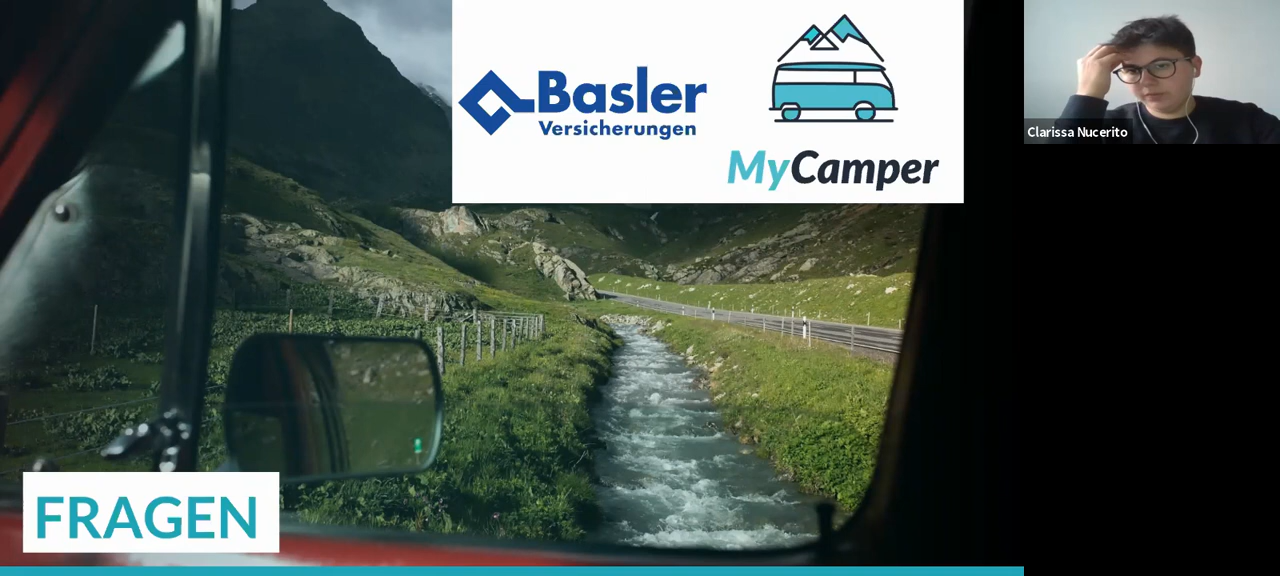 Basler
Versicherungen
MyCamper
Clarissa Nucerito
FRAGEN